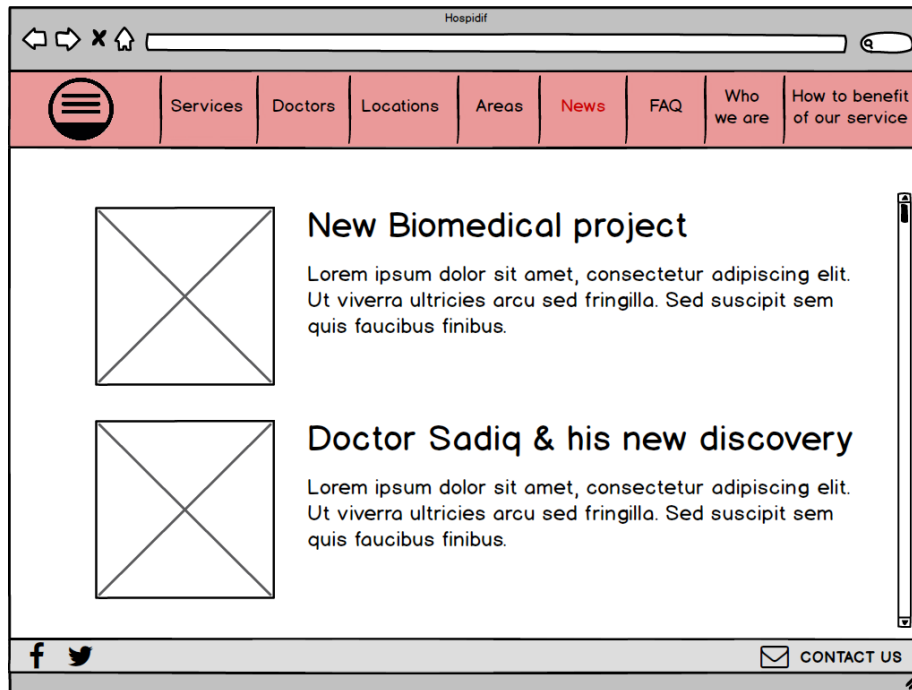 Hospidif
Services
Doctors
Locations
Areas
News
FAQ
Who
we are
How to benefit
of our service
New Biomedical project
Lorem ipsum dolor sit amet, consectetur adipiscing elit.
Ut viverra ultricies arcu sed fringilla. Sed suscipit sem
quis faucibus finibus.
Doctor Sadiq & his new discovery
Lorem ipsum dolor sit amet, consectetur adipiscing elit.
Ut viverra ultricies arcu sed fringilla. Sed suscipit sem
quis faucibus finibus.
CONTACT US